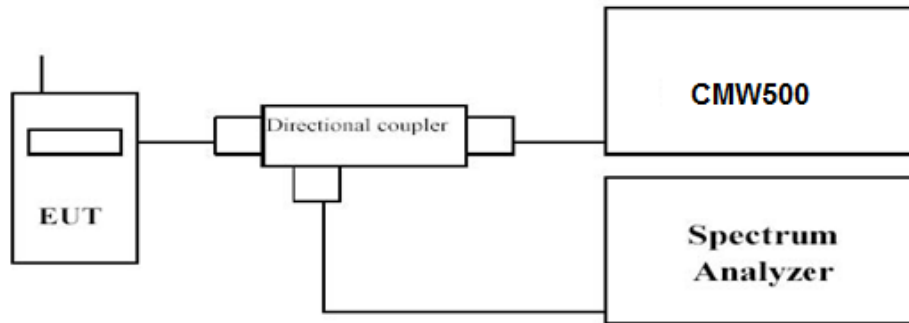 CMW500
Directional coupler
EUT
Spectrum
Analyzer